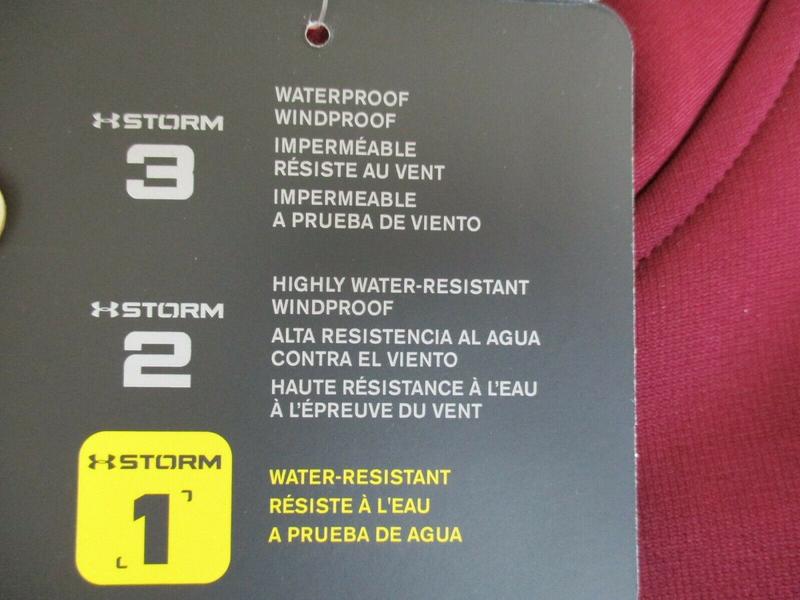 STORM
3
WATERPROOF
WINDPROOF
IMPERMÉABLE
RÉSISTE AU VENT
IMPERMEABLE
A PRUEBA DE VIENTO
STORM
2
HIGHLY WATER-RESISTANT
WINDPROOF
ALTA RESISTENCIA AL AGUA
CONTRA EL VIENTO
HAUTE RÉSISTANCE À L'EAU
À L'ÉPREUVE DU VENT
STORM
1
WATER-RESISTANT
RÉSISTE À L'EAU
A PRUEBA DE AGUA